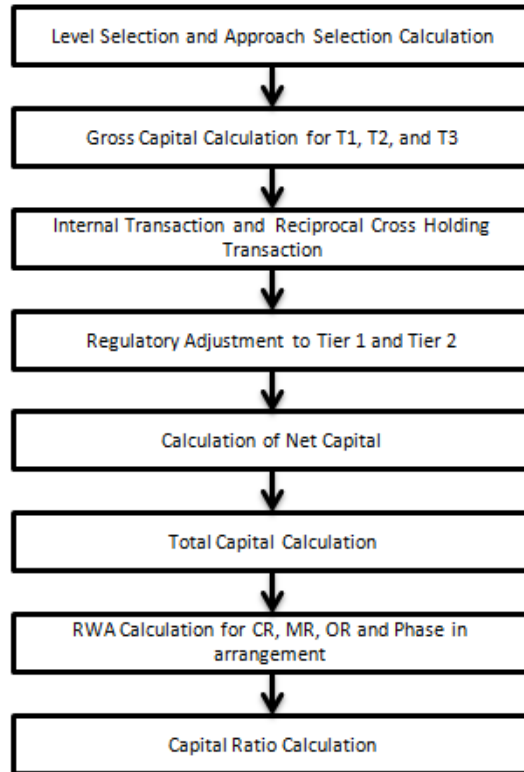 Level Selection and Approach Selection Calculation
Gross Capital Calculation for T1, T2, and T3
Internal Transaction and Reciprocal Cross Holding
Transaction
Regulatory Adjustment to Tier 1 and Tier 2
Calculation of Net Capital
Total Capital Calculation
RWA Calculation for CR, MR, OR and Phase in
arrangement
Capital Ratio Calculation